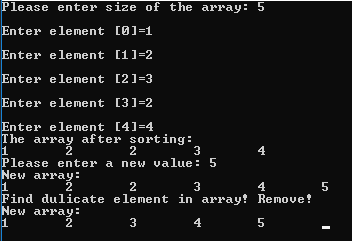 Please enter size of the array: 5
Enter element [0]=1
Enter element [1]=2
Enter element [2]=3
Enter element [3]=2
Enter element [4]=4
The array after sorting:
1 2 2 3 4
Please enter a new value: 5
New array:
1 2 2 3 4 5
Find dulicate element in array! Remove!
New array:
1 2 3 4 5